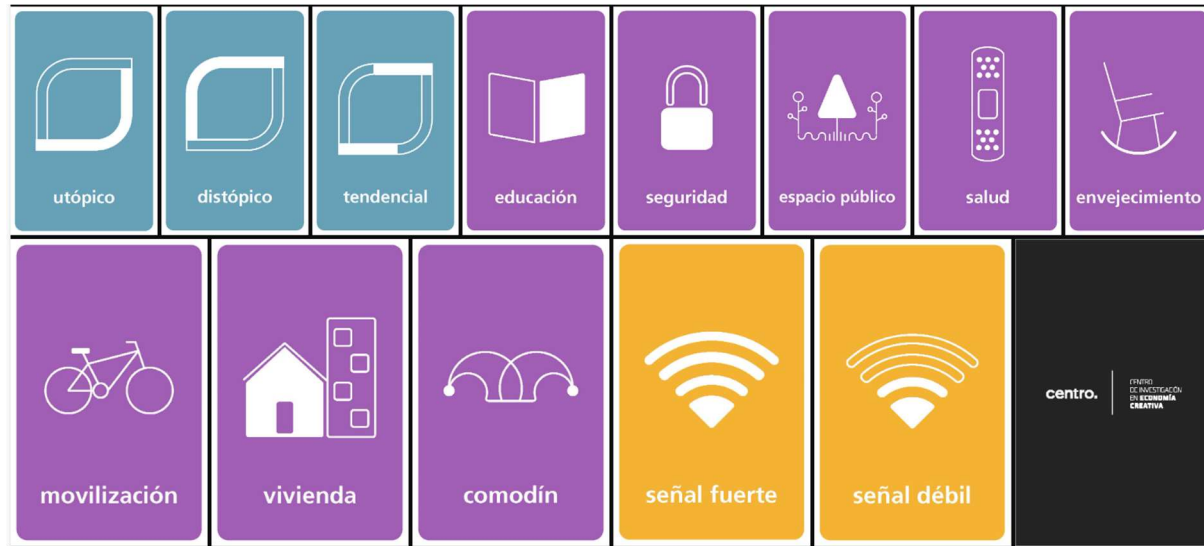 utópico
distópico
tendencial
educación
seguridad
espacio público
salud
envejecimiento
movilización
vivienda
comodín
señal fuerte
señal débil
centro.
CENTRO
DE INVESTIGACIÓN
EN ECONOMÍA
CREATIVA